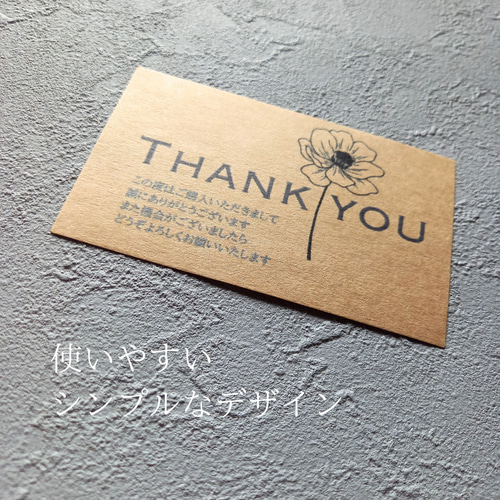 THANK YOU
この度はご購入いただきまして
誠にありがとうございます
また機会がございましたら
どうぞよろしくお願いいたします
使いやすい
シンプルなデザイン